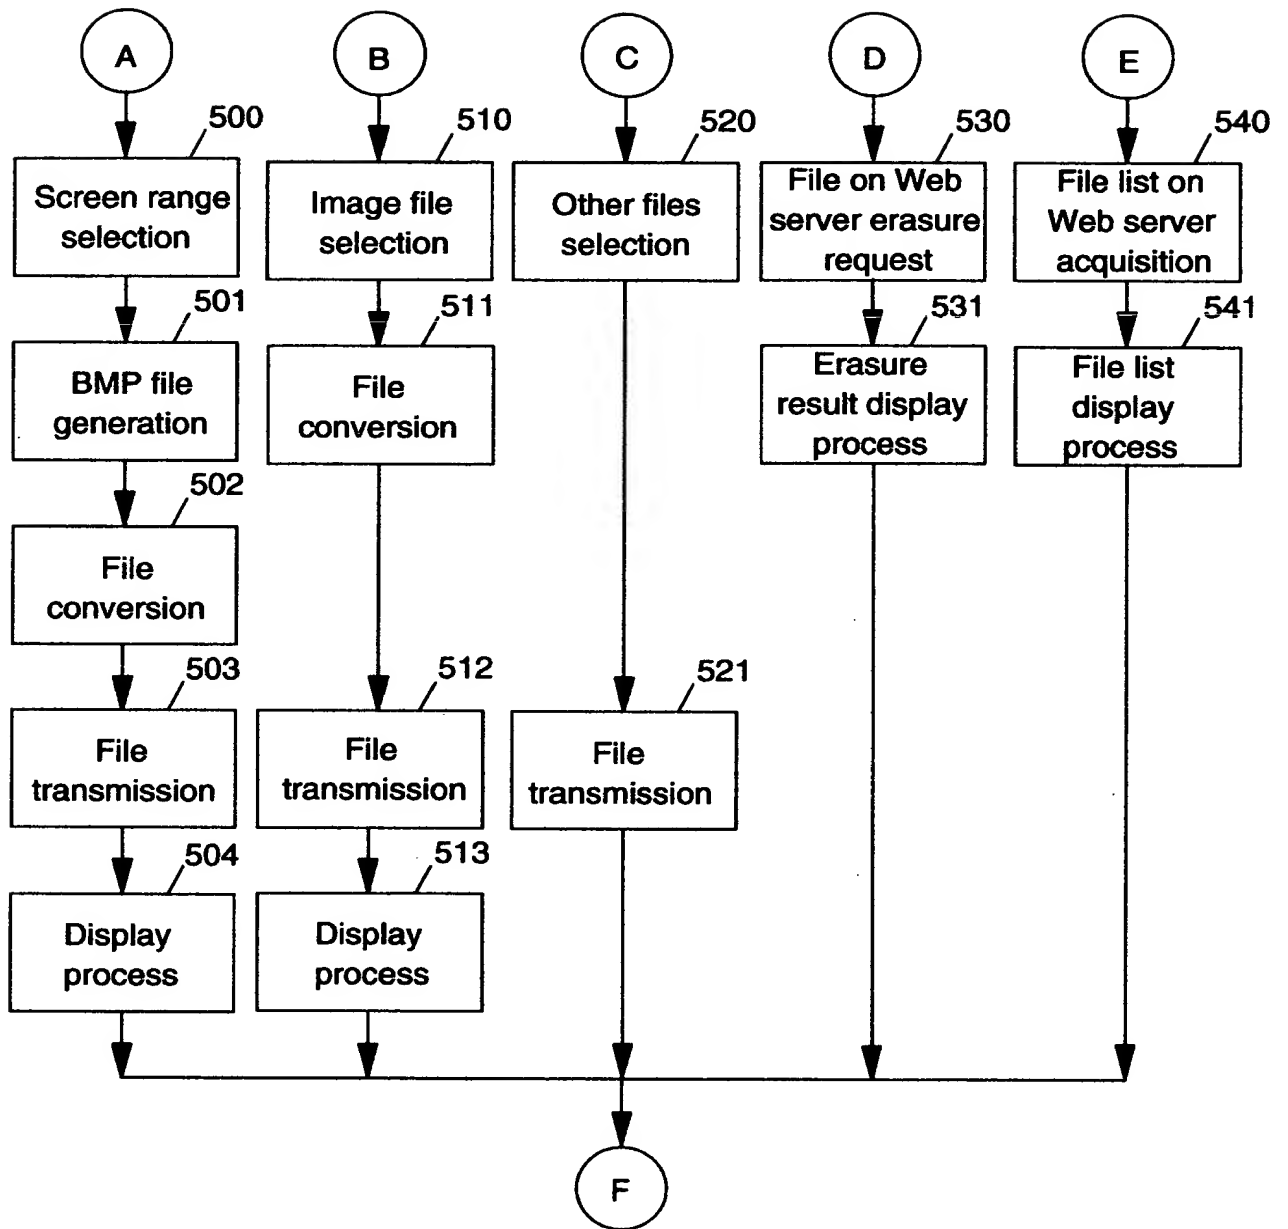 A
B
C
D
E
500
510
520
530
540
Screen range
selection
Image file
selection
Other files
selection
File on Web
server erasure
request
File list on
Web server
acquisition
501
511
531
541
BMP file
generation
File
conversion
Erasure
result display
process
File list
display
process
502
File
conversion
503
512
521
File
transmission
File
transmission
File
transmission
504
513
Display
process
Display
process
F